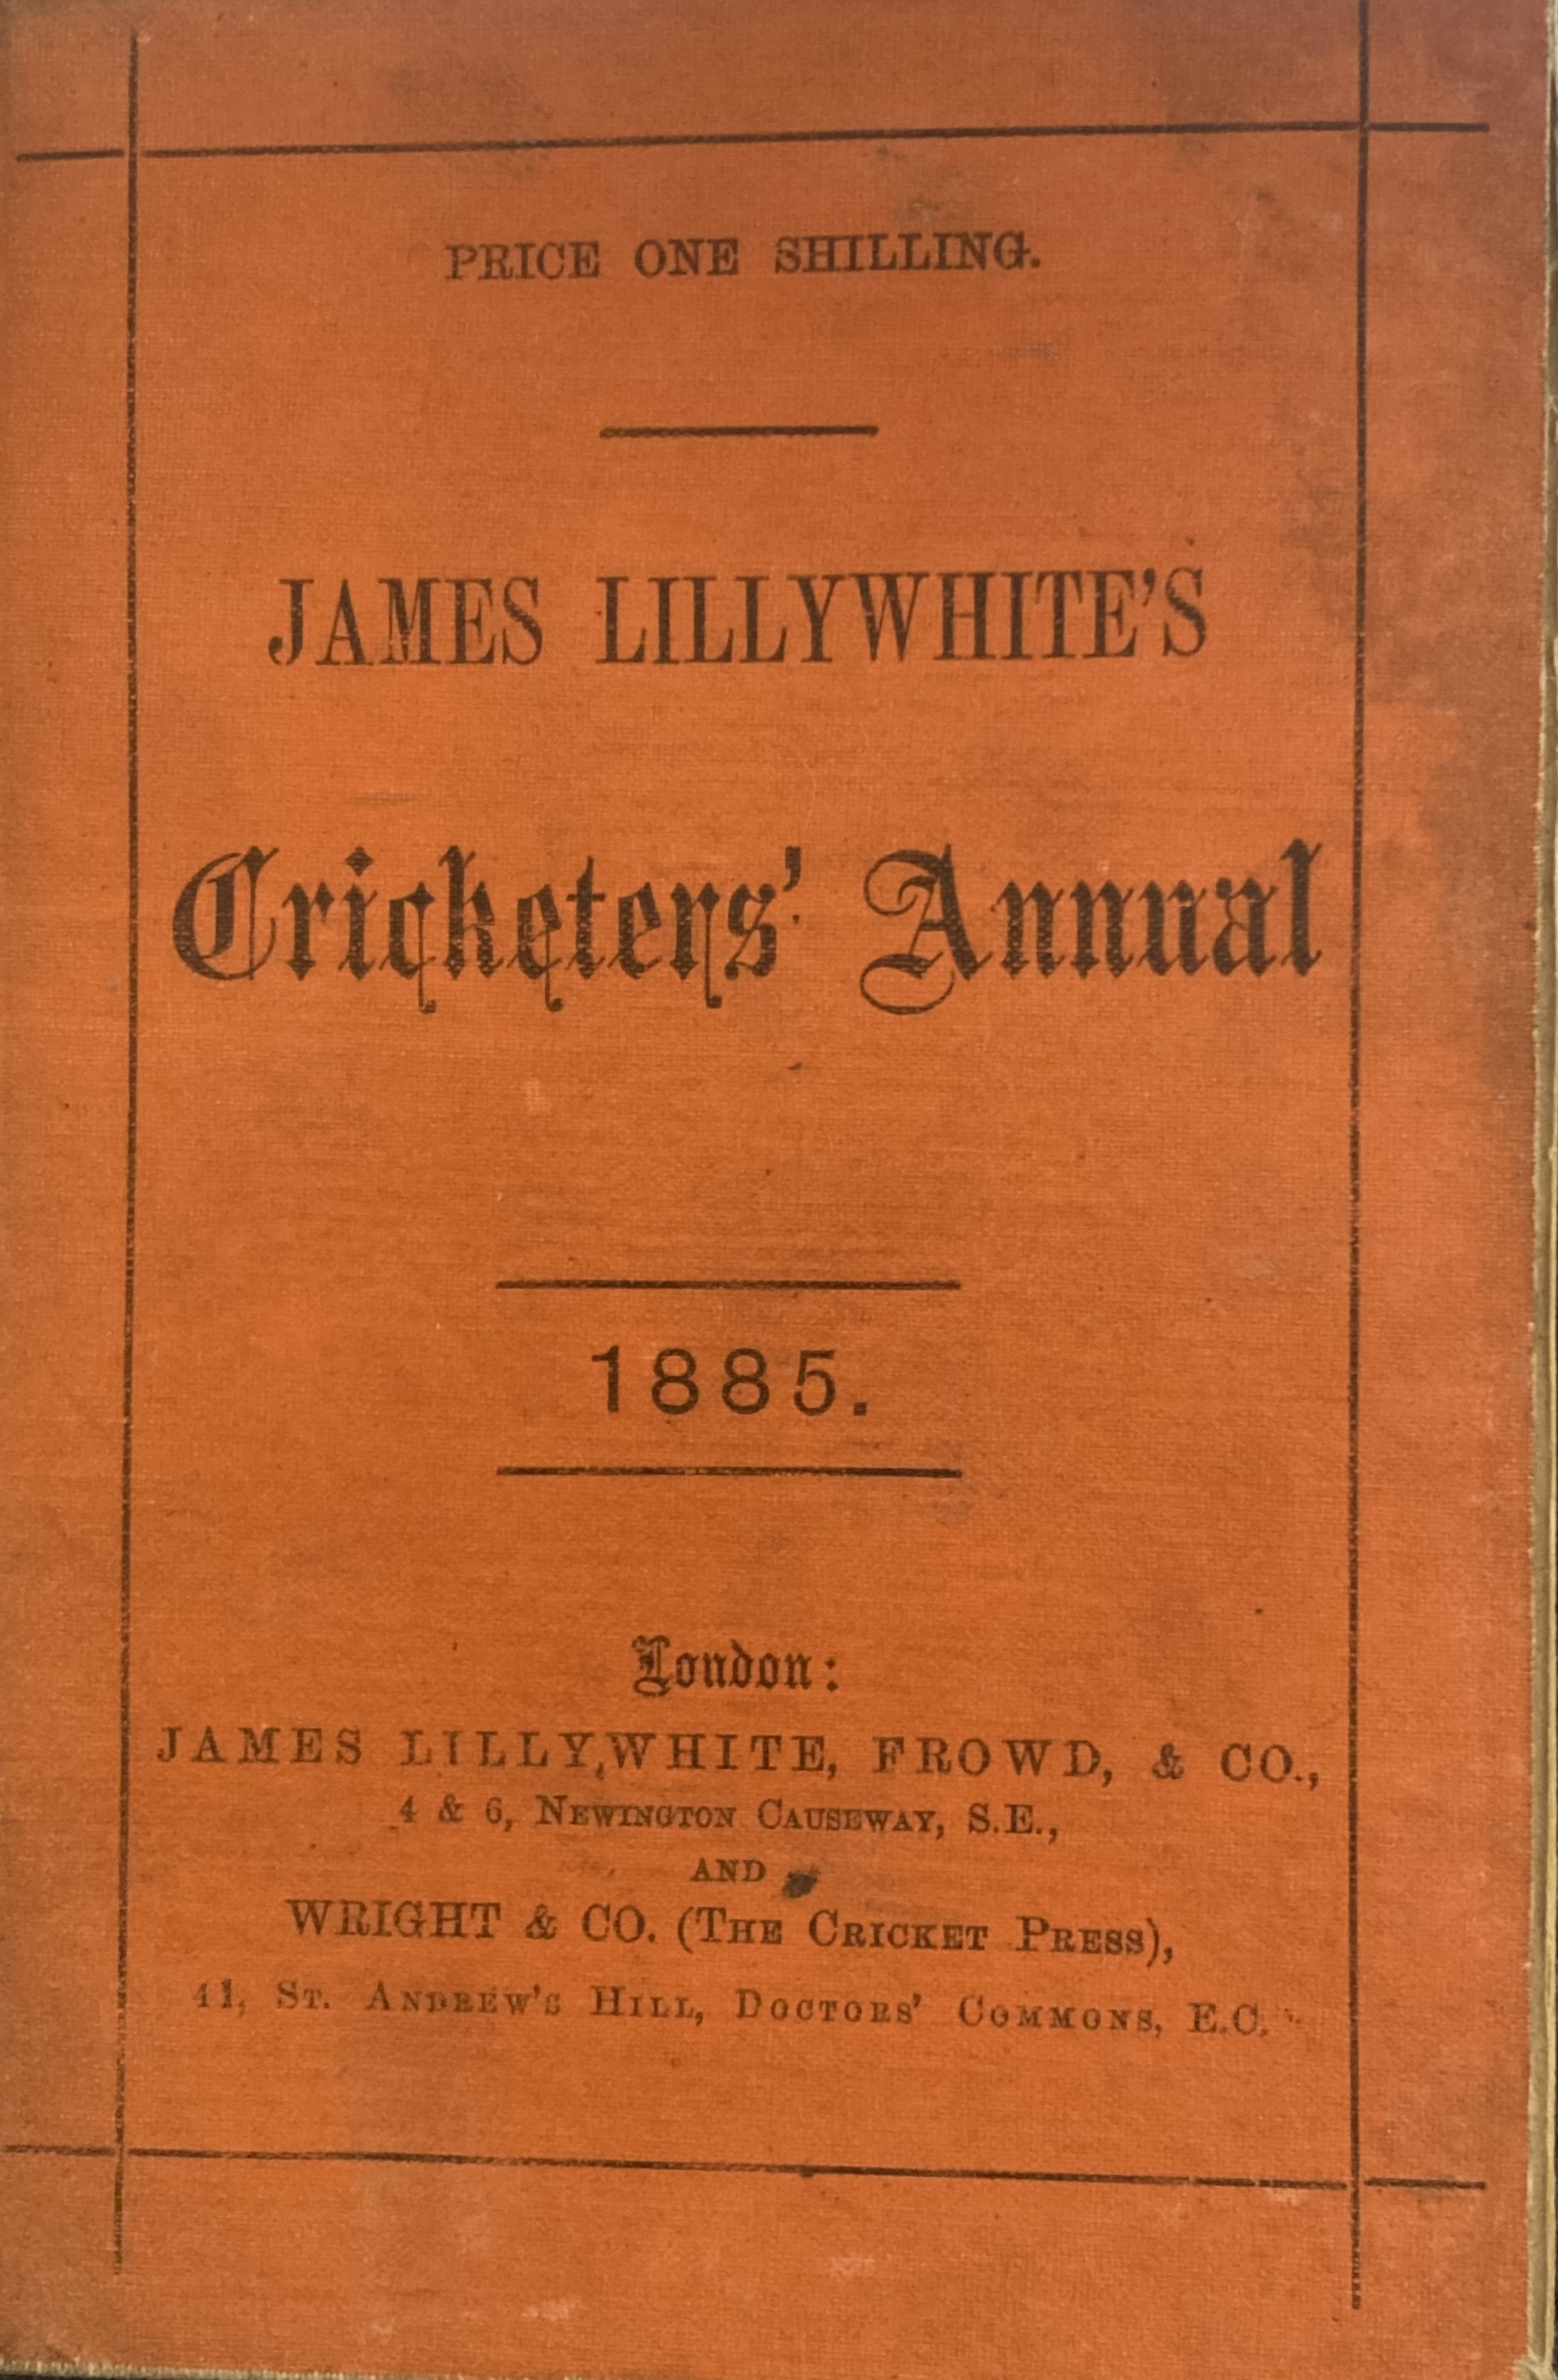 PRICE ONE SHILLING.
JAMES LILLYWHITE'S
Cricketers' Annual
1885.
London:
JAMES LILLYWHITE, FROWD, & CO.,
4 & 6, NEWINGTON CAUSEWAY, S.E.,
AND
WRIGHT & CO. (THE CRICKET PRESS),
41, ST. ANDREW'S HILL, DOCTORS' COMMONS, E.C.